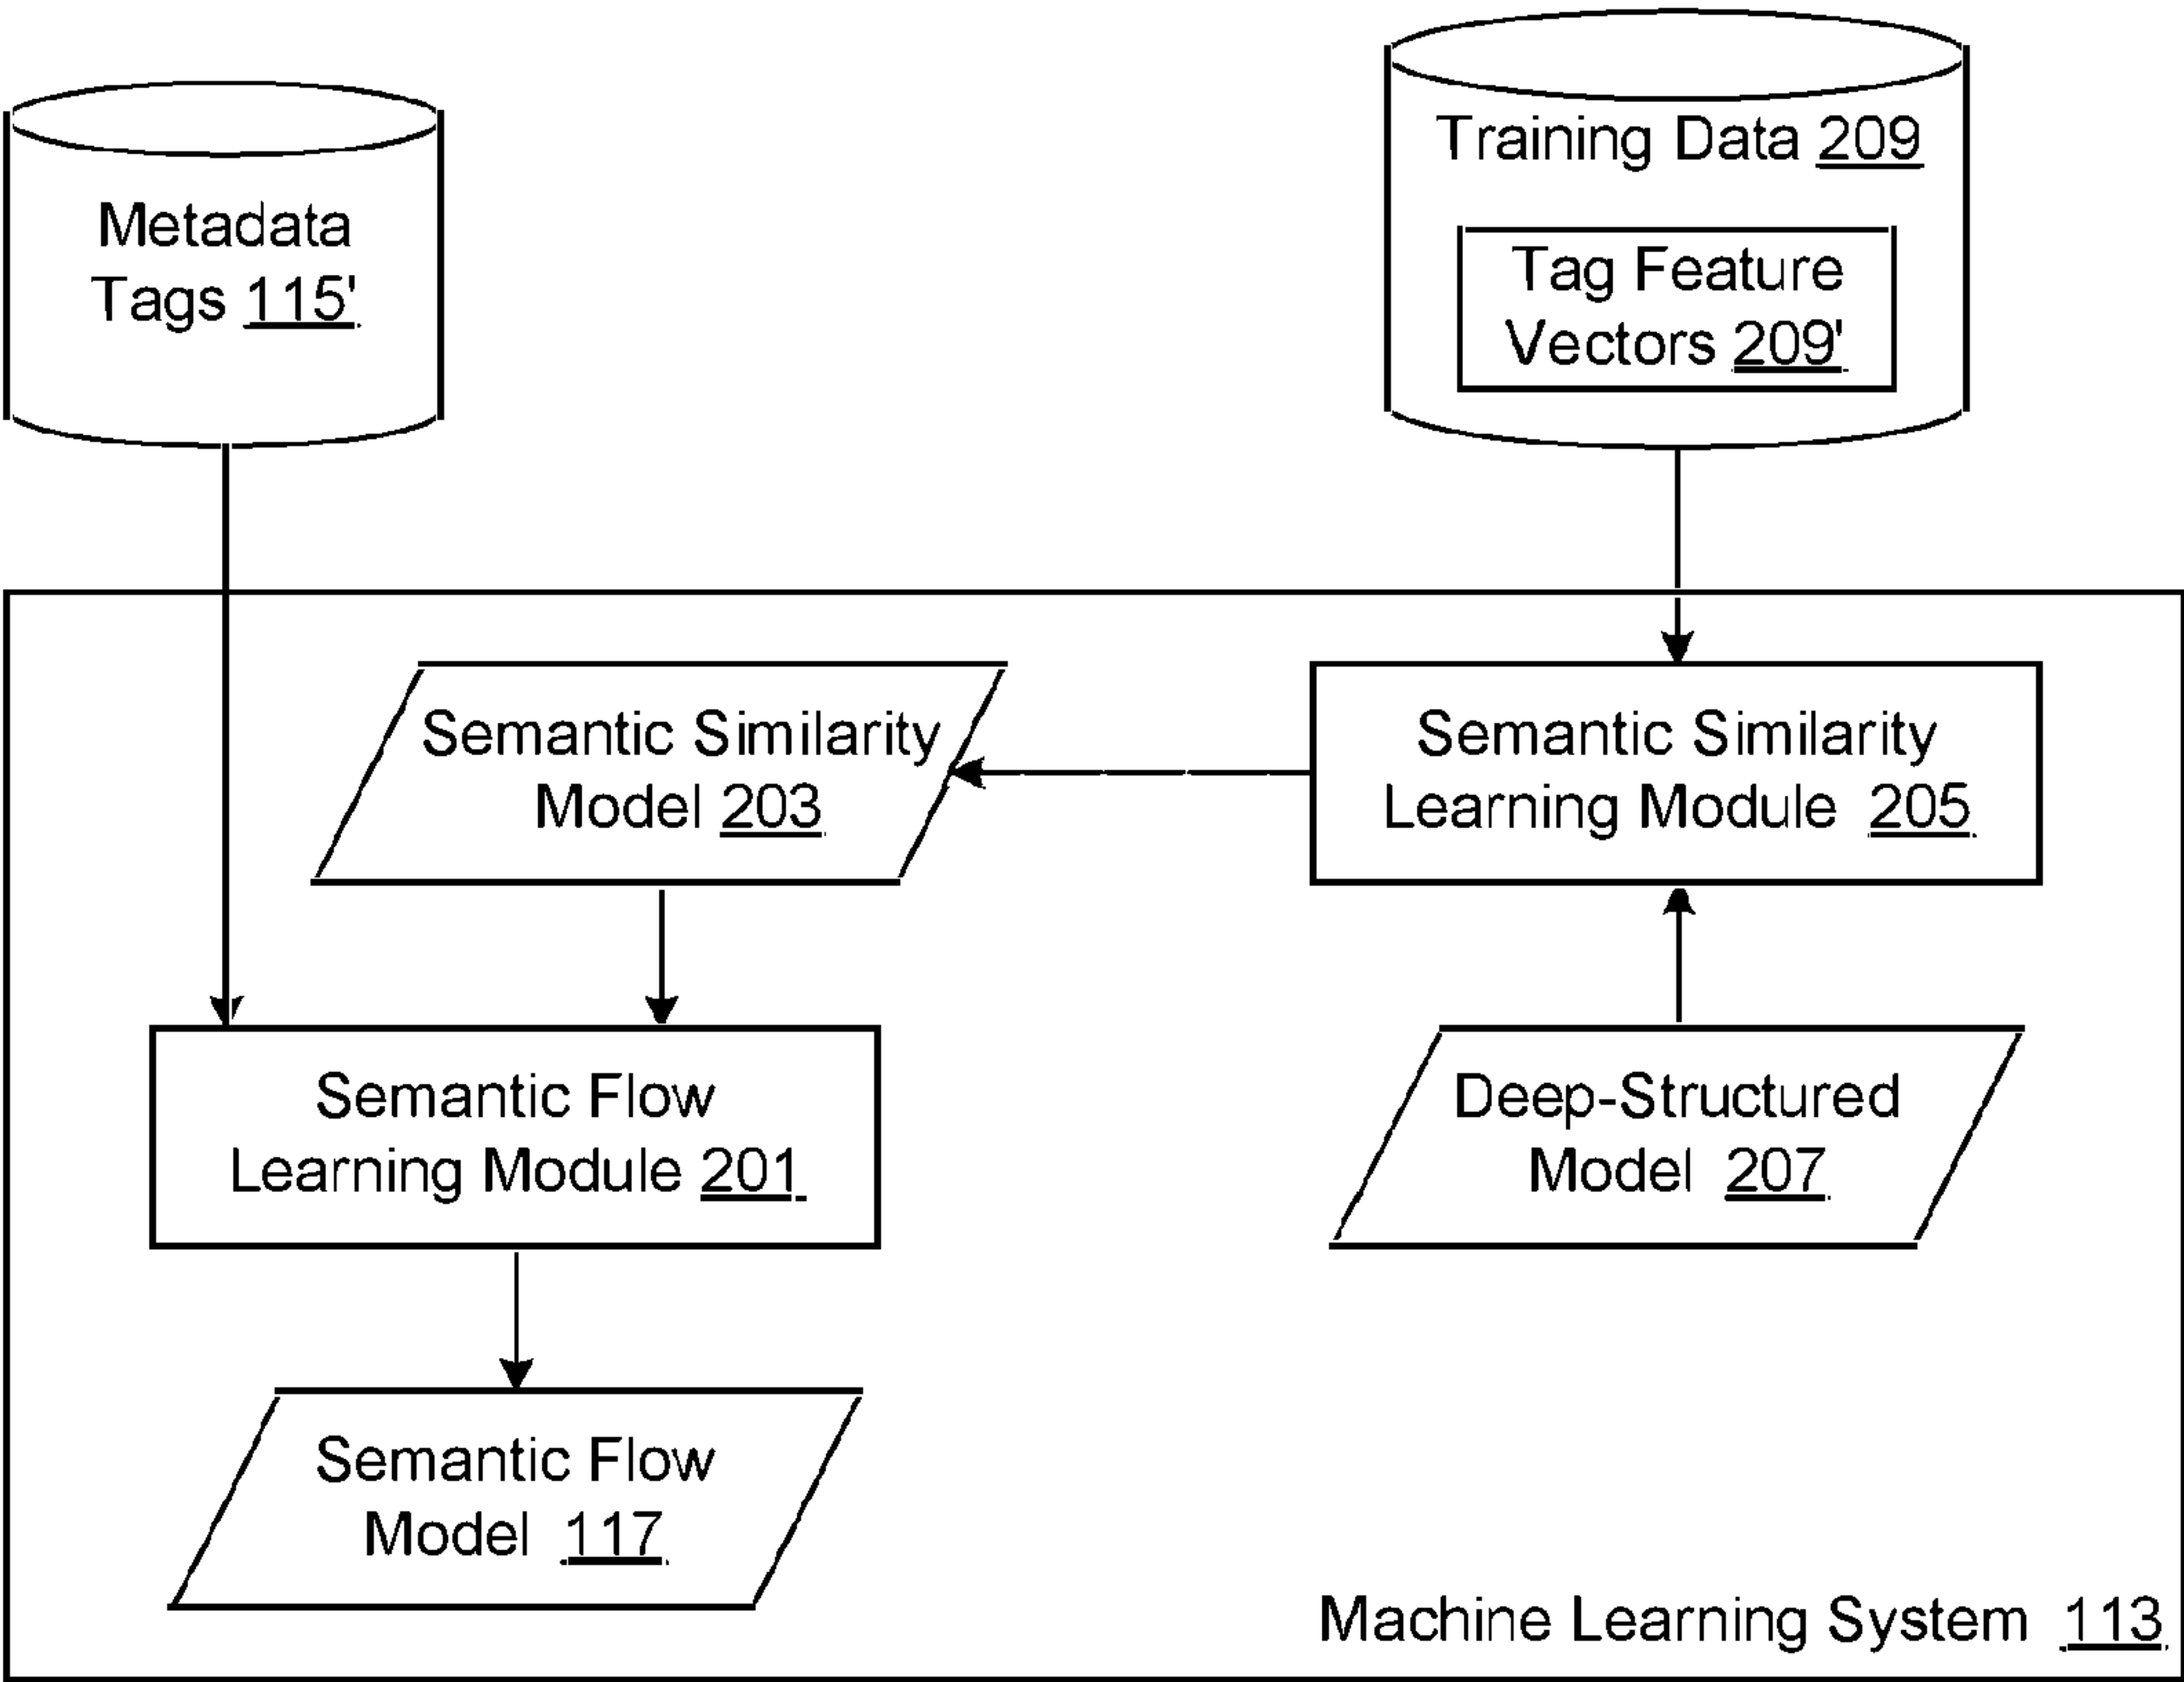 Metadata
Tags 115'
Training Data 209
Tag Feature
Vectors 209'
Semantic Similarity
Model 203
Semantic Similarity
Learning Module 205
Semantic Flow
Learning Module 201
Deep-Structured
Model 207
Semantic Flow
Model 117
Machine Learning System 113